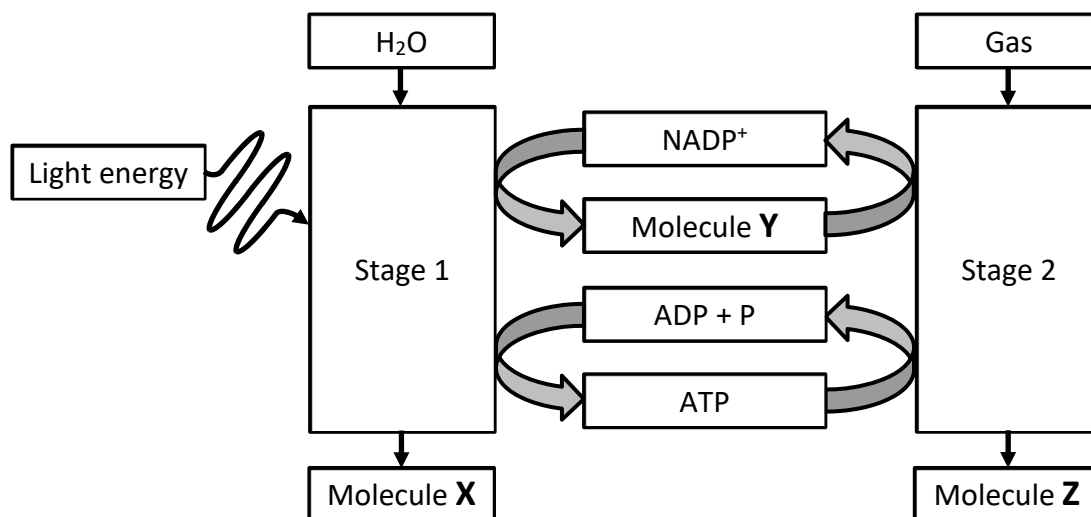 H₂O
Gas
NADP⁺
Light energy
Molecule Y
Stage 1
Stage 2
ADP + P
ATP
Molecule X
Molecule Z